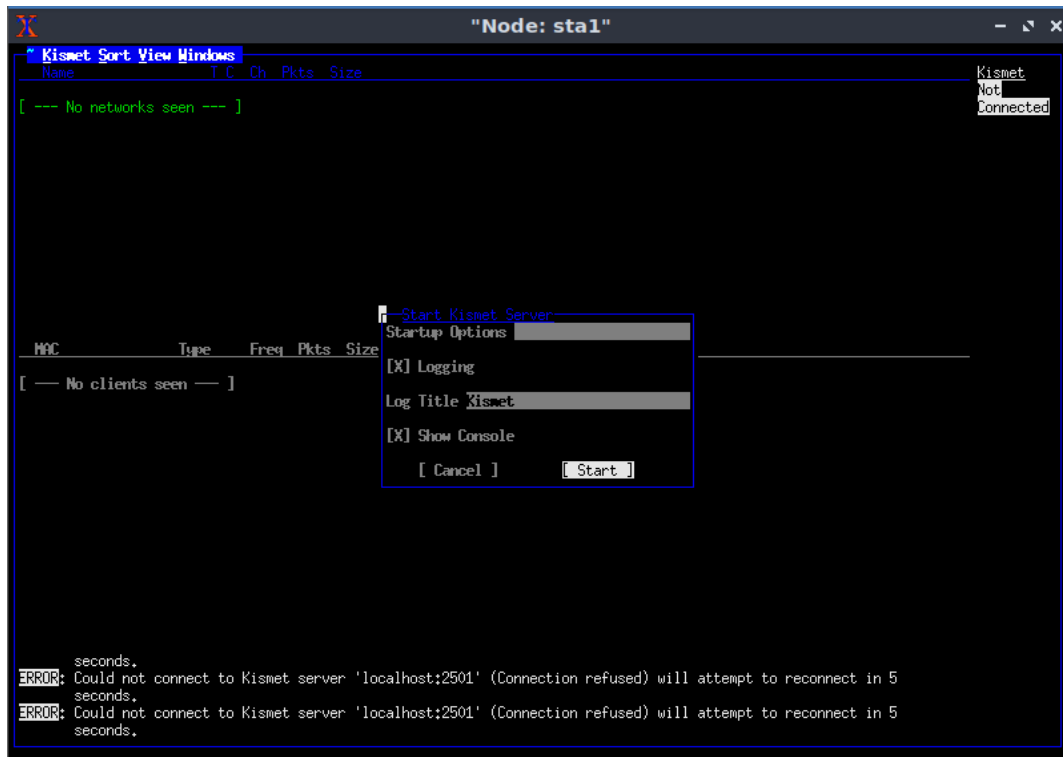 "Node: sta1"
~ Kismet Sort View Windows
Name T C Ch Pkts Size
Kismet
Not
Connected
[ --- No networks seen --- ]
Start Kismet Server
Startup Options
[X] Logging
Log Title Kismet
[X] Show Console
[ Cancel ] [ Start ]
MAC Type Freq Pkts Size
[ --- No clients seen --- ]
seconds.
ERROR: Could not connect to Kismet server 'localhost:2501' (Connection refused) will attempt to reconnect in 5
seconds.
ERROR: Could not connect to Kismet server 'localhost:2501' (Connection refused) will attempt to reconnect in 5
seconds.